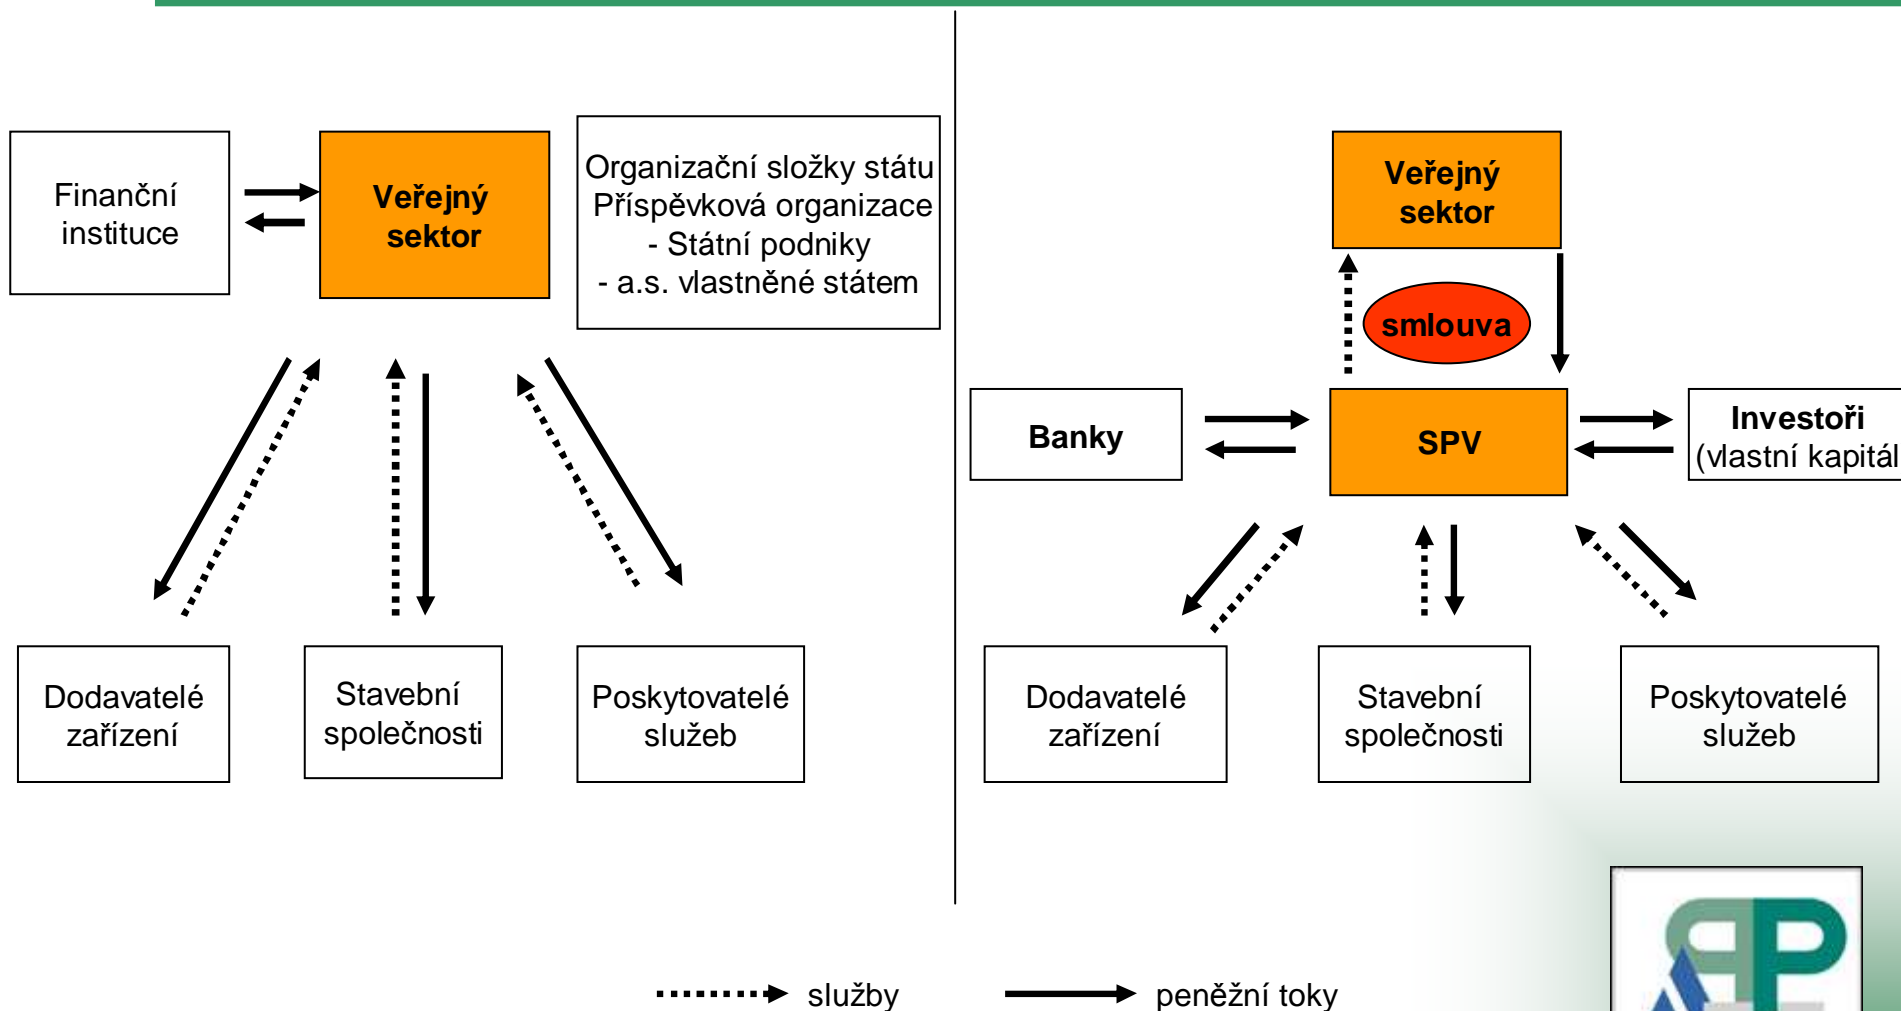 Finanční
instituce
Veřejný
sektor
Organizační složky státu
Příspěvková organizace
- Státní podniky
- a.s. vlastněné státem
Dodavatelé
zařízení
Stavební
společnosti
Poskytovatelé
služeb
Veřejný
sektor
smlouva
Banky
SPV
Investoři
(vlastní kapitál
Dodavatelé
zařízení
Stavební
společnosti
Poskytovatelé
služeb
služby
peněžní toky